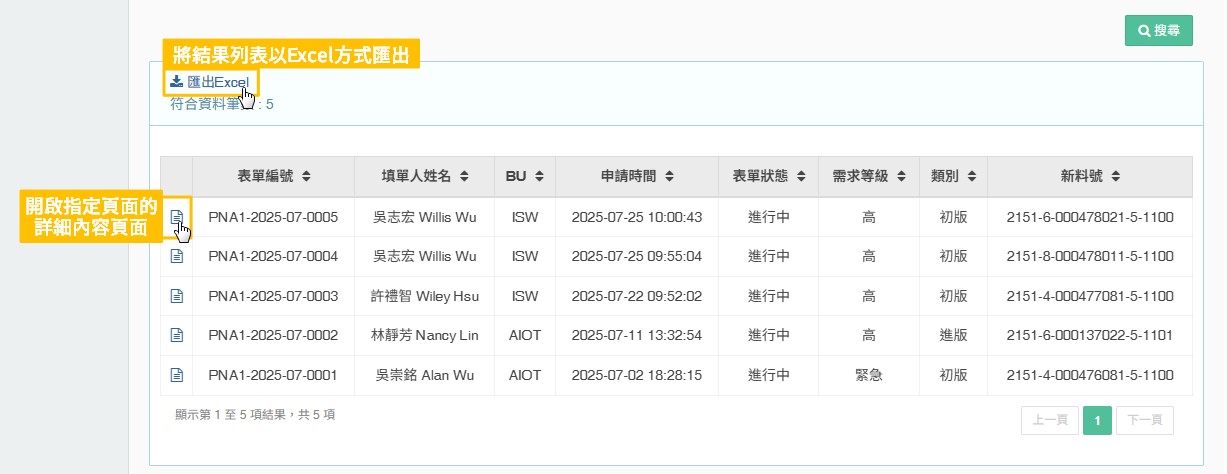 搜尋
將結果列表以Excel方式匯出
匯出Excel
符合資料筆 : 5
表單編號 填單人姓名 BU 申請時間 表單狀態 需求等級 類別 新料號
開啟指定頁面的
詳細內容頁面
PNA1-2025-07-0005 吳志宏 Willis Wu ISW 2025-07-25 10:00:43 進行中 高 初版 2151-6-000478021-5-1100
PNA1-2025-07-0004 吳志宏 Willis Wu ISW 2025-07-25 09:55:04 進行中 高 初版 2151-8-000478011-5-1100
PNA1-2025-07-0003 許禮智 Wiley Hsu ISW 2025-07-22 09:52:02 進行中 高 初版 2151-4-000477081-5-1100
PNA1-2025-07-0002 林靜芳 Nancy Lin AIOT 2025-07-11 13:32:54 進行中 高 進版 2151-6-000137022-5-1101
PNA1-2025-07-0001 吳崇銘 Alan Wu AIOT 2025-07-02 18:28:15 進行中 緊急 初版 2151-4-000476081-5-1100
顯示第 1 至 5 項結果，共 5 項
上一頁 1 下一頁